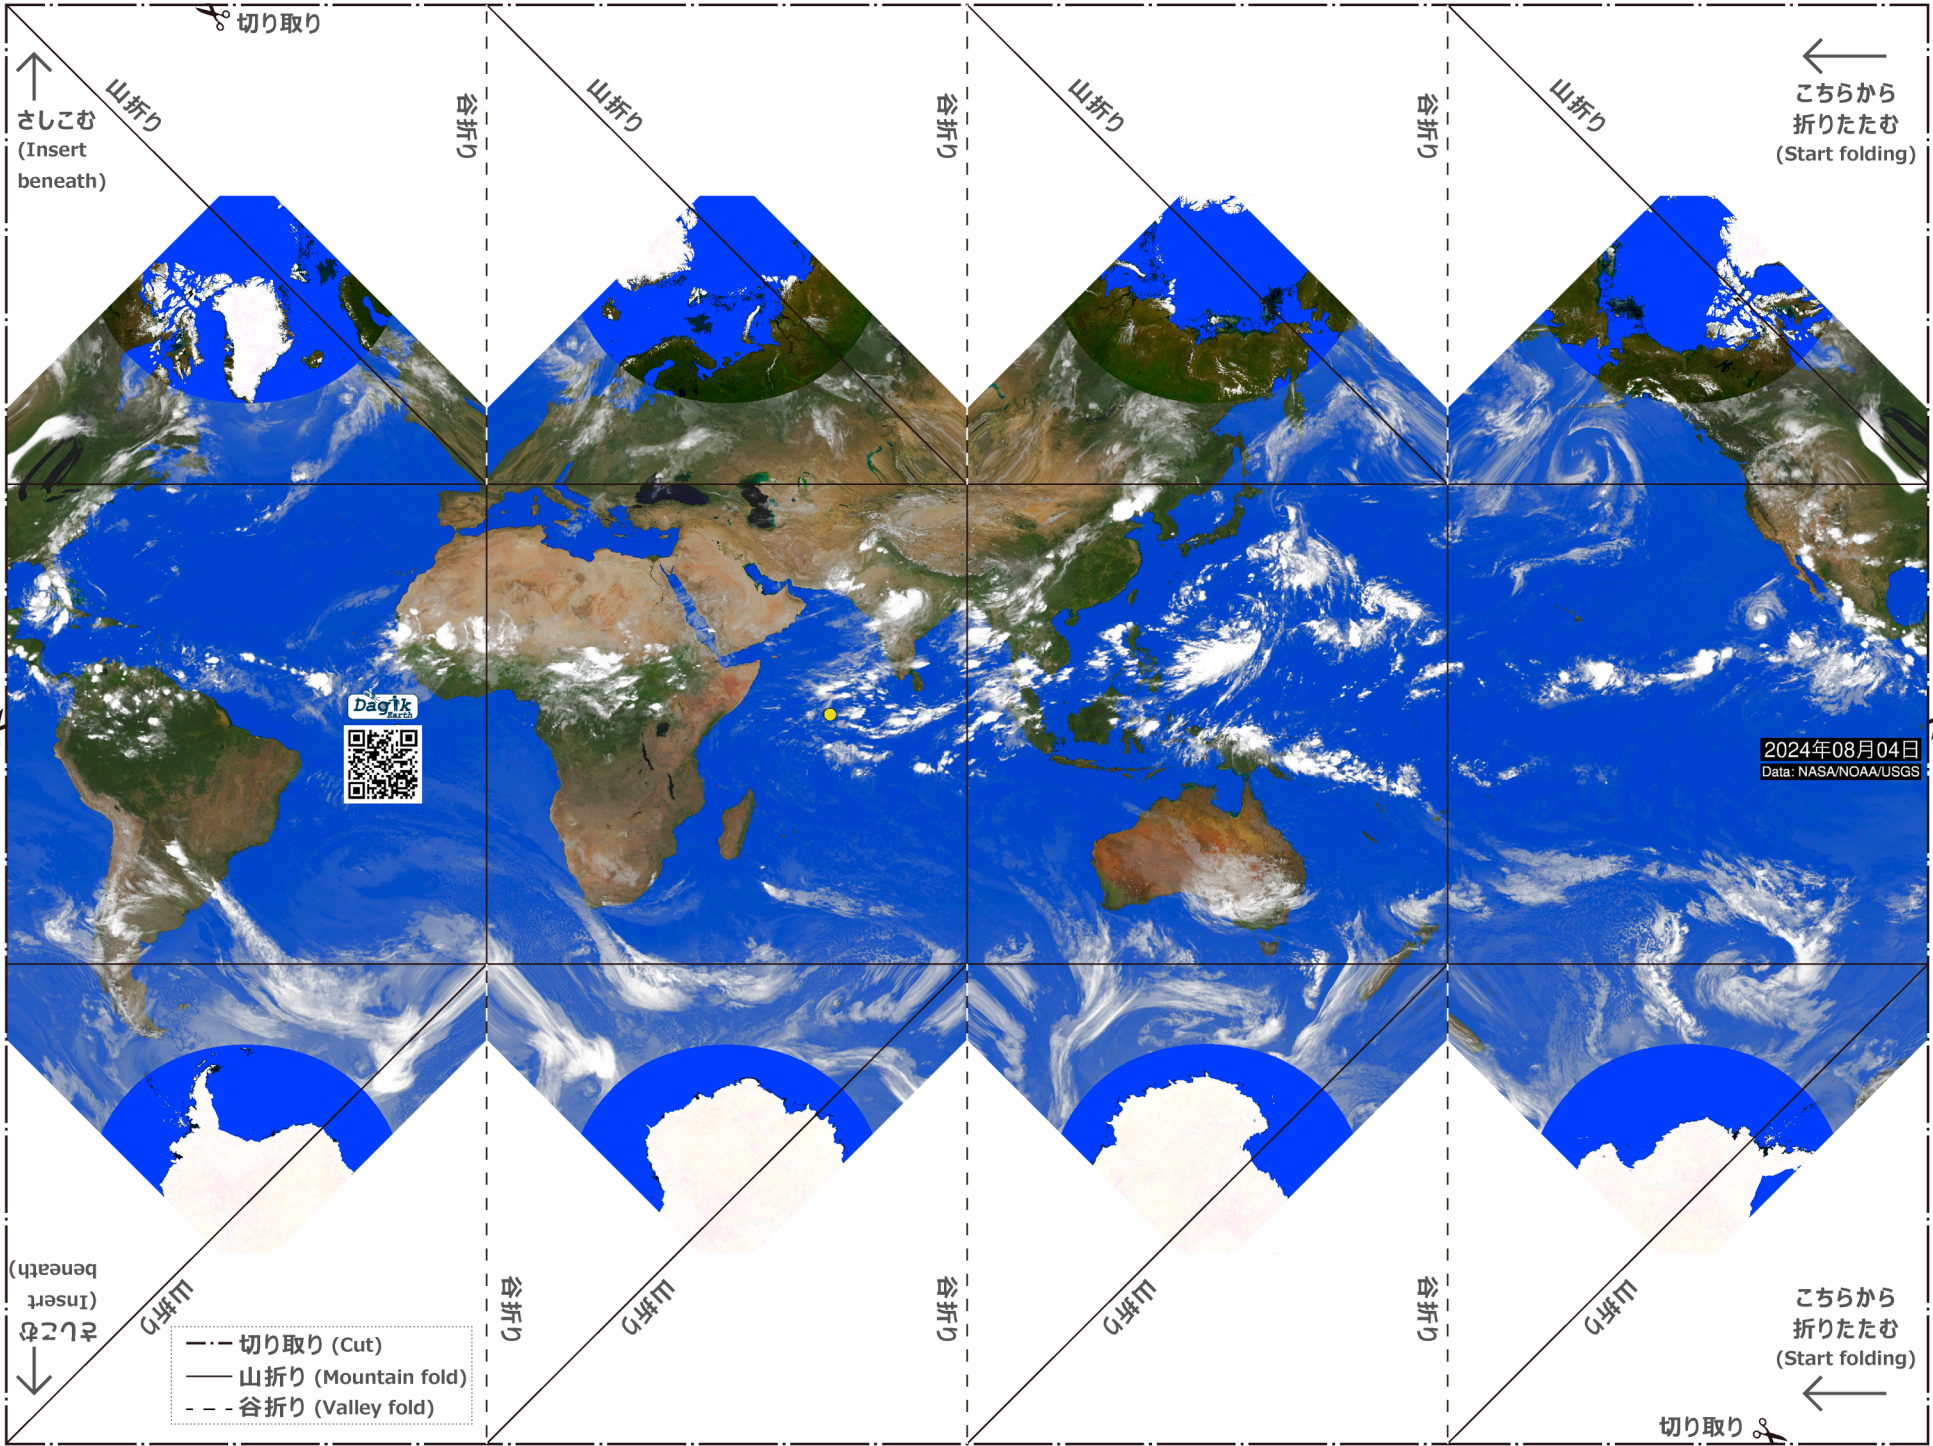 切り取り
山折り
谷折り
山折り
谷折り
山折り
谷折り
山折り
さしこむ
(Insert
beneath)
こちらから
折りたたむ
(Start folding)
Dagik
Earth
2024年08月04日
Data: NASA/NOAA/USGS
さしこむ
(Insert
beneath)
山折り
谷折り
山折り
谷折り
山折り
谷折り
山折り
こちらから
折りたたむ
(Start folding)
切り取り (Cut)
山折り (Mountain fold)
谷折り (Valley fold)
切り取り